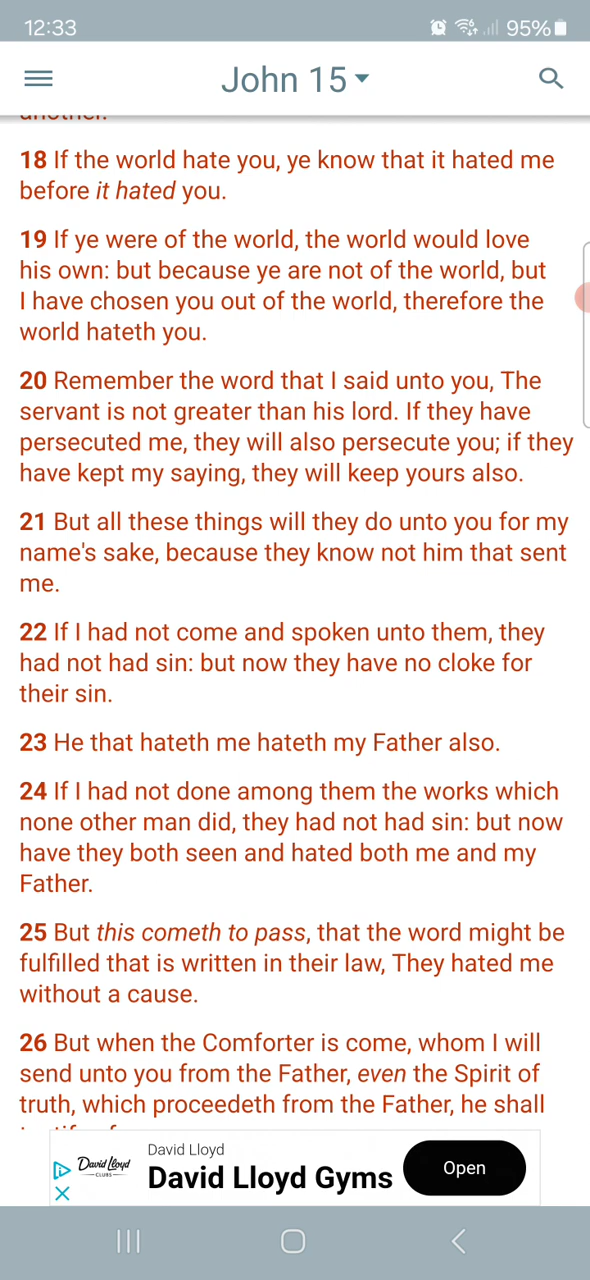 12:33
95%
John 15
another.
18 If the world hate you, ye know that it hated me
before it hated you.
19 If ye were of the world, the world would love
his own: but because ye are not of the world, but
I have chosen you out of the world, therefore the
world hateth you.
20 Remember the word that I said unto you, The
servant is not greater than his lord. If they have
persecuted me, they will also persecute you; if they
have kept my saying, they will keep yours also.
21 But all these things will they do unto you for my
name's sake, because they know not him that sent
me.
22 If I had not come and spoken unto them, they
had not had sin: but now they have no cloke for
their sin.
23 He that hateth me hateth my Father also.
24 If I had not done among them the works which
none other man did, they had not had sin: but now
have they both seen and hated both me and my
Father.
25 But this cometh to pass, that the word might be
fulfilled that is written in their law, They hated me
without a cause.
26 But when the Comforter is come, whom I will
send unto you from the Father, even the Spirit of
truth, which proceedeth from the Father, he shall
David Lloyd
CLUBS
David Lloyd
David Lloyd Gyms
Open